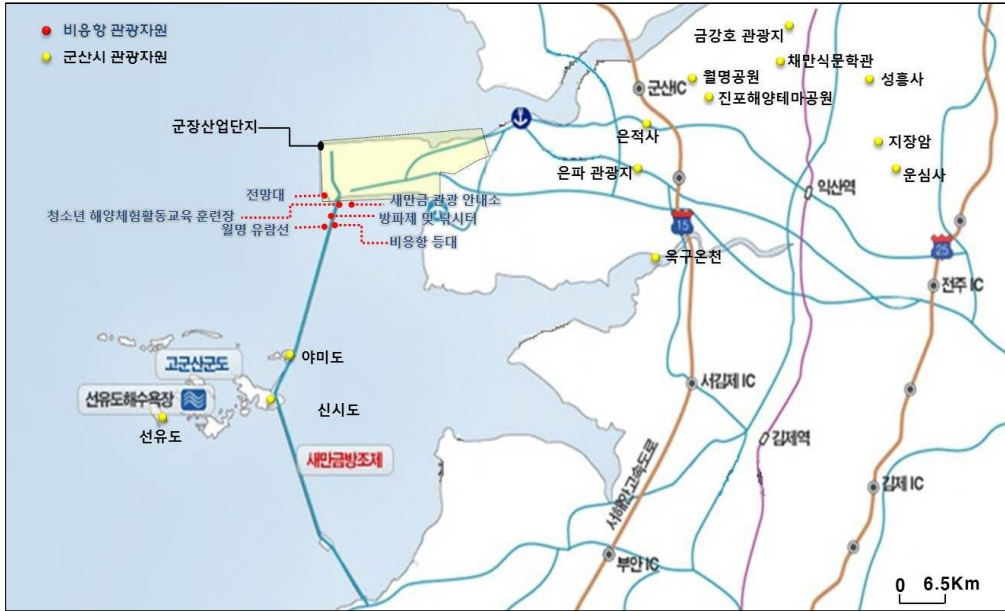 비응항 관광자원
군산시 관광자원
금강호 관광지
채만식문학관
월명공원
성흥사
진포해양테마공원
군산IC
군장산업단지
은적사
지장암
은파 관광지
운심사
익산역
전망대
새만금 관광 안내소
청소년 해양체험활동교육 훈련장
방파제 및 낚시터
월명 유람선
비응항 등대
15
25
옥구온천
전주 IC
야미도
고군산군도
서김제 IC
선유도해수욕장
신시도
선유도
김제역
새만금방조제
서해안고속도로
김제 IC
부안 IC
0 6.5Km